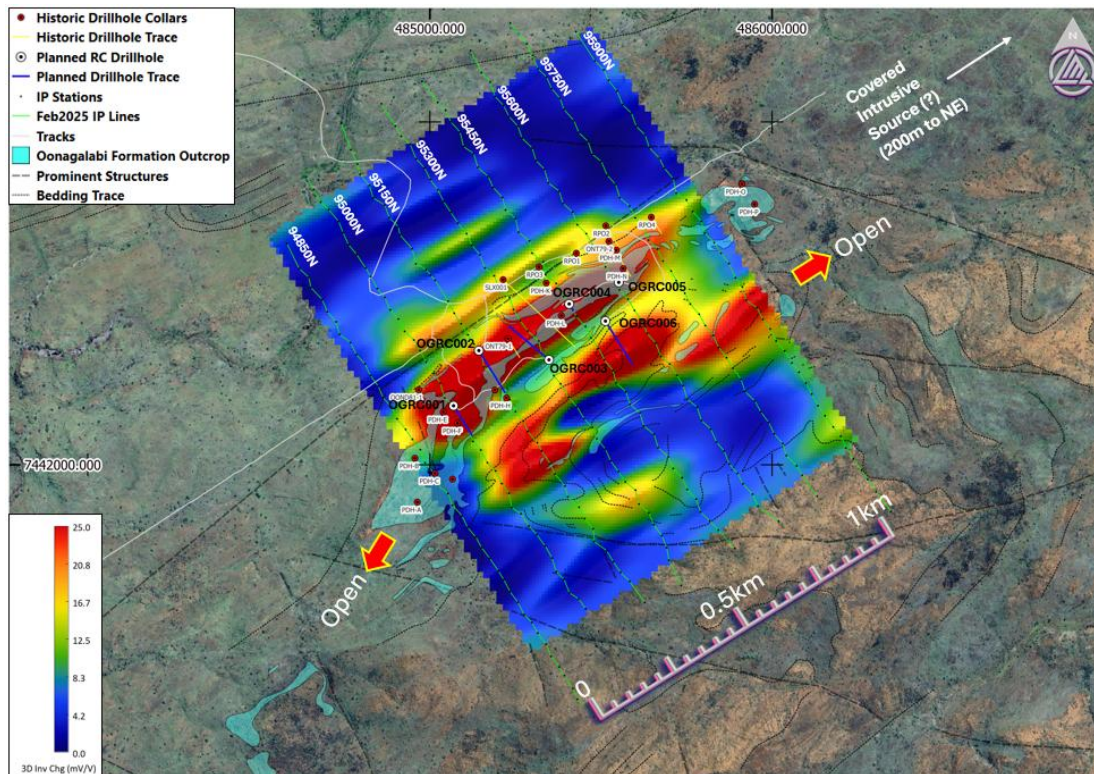 Historic Drillhole Collars
Historic Drillhole Trace
Planned RC Drillhole
Planned Drillhole Trace
IP Stations
Feb2025 IP Lines
Tracks
Oonagalabi Formation Outcrop
Prominent Structures
Bedding Trace
485000.000
486000.000
N
95900N
95750N
95600N
95450N
95300N
95150N
95000N
94850N
Covered
Intrusive
Source (?)
(200m to NE)
PDH-O
PDH-P
Open
RPO4
RPO2
ONT79-2
PDH-M
RPO1
PDH-N
RPO3
SLX001
PDH-K
OGRC005
OGRC004
PDH-L
OGRC006
OGRC002
ONT79-1
OGRC003
OGRC001
PDH-H
PDH-E
PDH-F
7442000.000
PDH-B
PDH-C
PDH-A
Open
1km
0.5km
0
25.0
20.8
16.7
12.5
8.3
4.2
0.0
3D Inv Chg (mV/V)